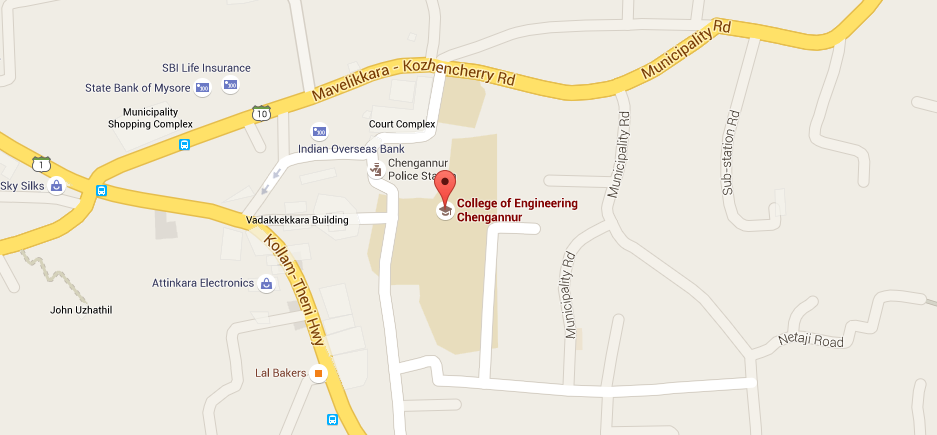 Municipality Rd
SBI Life Insurance
State Bank of Mysore
Mavelikkara - Kozhencherry Rd
Municipality
Shopping Complex
10
Court Complex
Municipality Rd
Sub-station Rd
Indian Overseas Bank
1
Chengannur
Police Station
Sky Silks
College of Engineering
Chengannur
Vadakkekkara Building
Kollam-Theni Hwy
Attinkara Electronics
Municipality Rd
John Uzhathil
Netaji Road
Lal Bakers